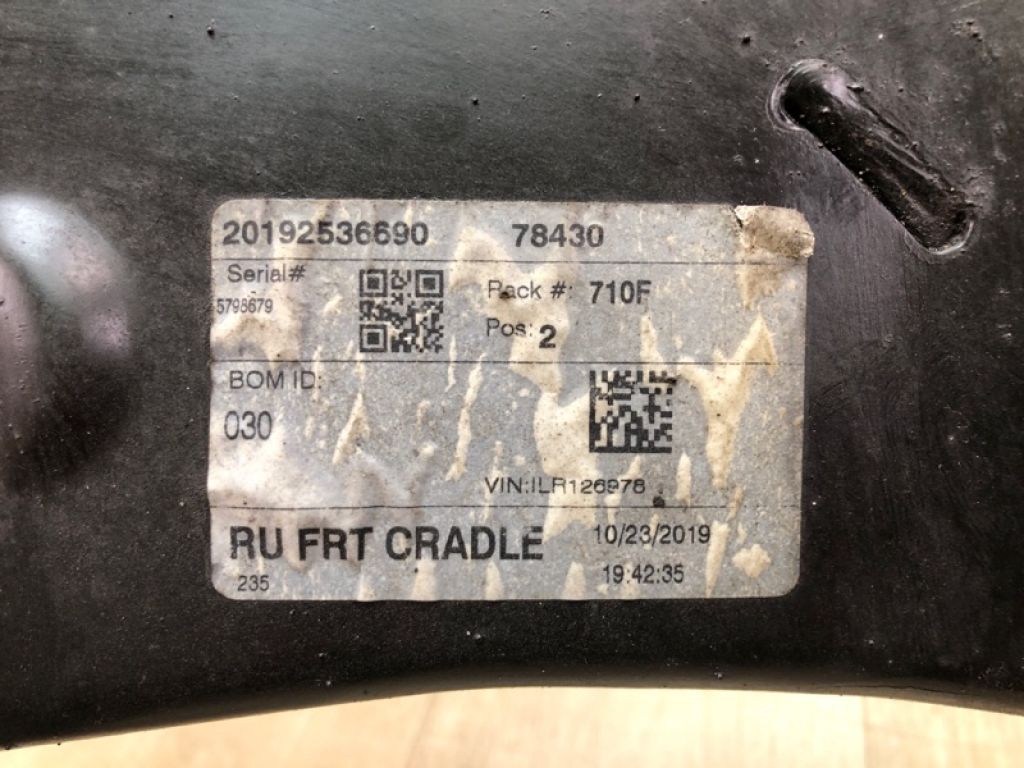 20192536690 78430
Serial#
5798679
Pack #: 710F
Pos: 2
BOM ID:
030
VIN:ILR126978
RU FRT CRADLE
10/23/2019
235
19:42:35